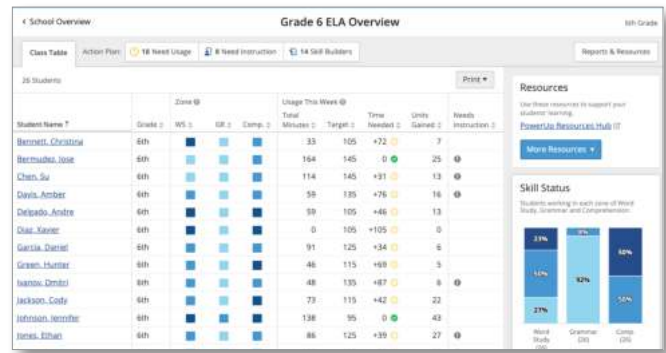 < School Overview
Grade 6 ELA Overview
6th Grade
Class Table
Action Plan:
18 Need Usage
8 Need Instruction
14 Skill Builders
Reports & Resources
26 Students
Print
Zone
Usage This Week
Student Name Grade WS GR Comp. Total Minutes Target Time Needed Units Gained Needs Instruction
Bennett, Christina 6th 33 105 +72 7
Bermudez, Jose 6th 164 145 0 25
Chen, Su 6th 114 145 +31 13
Davis, Amber 6th 59 135 +76 16
Delgado, Andre 6th 59 105 +46 13
Diaz, Xavier 6th 0 105 +105 0
Garcia, Daniel 6th 91 125 +34 6
Green, Hunter 6th 46 115 +69 5
Ivanov, Dmitri 6th 48 135 +87 6
Jackson, Cody 6th 73 115 +42 22
Johnson, Jennifer 6th 138 95 0 43
Jones, Ethan 6th 86 125 +39 27
Resources
Use these resources to support your
students' learning.
PowerUp Resources Hub
More Resources
Skill Status
Students working in each zone of Word
Study, Grammar and Comprehension.
23%
50%
27%
8%
92%
50%
50%
Word
Study
Grammar
Comp.